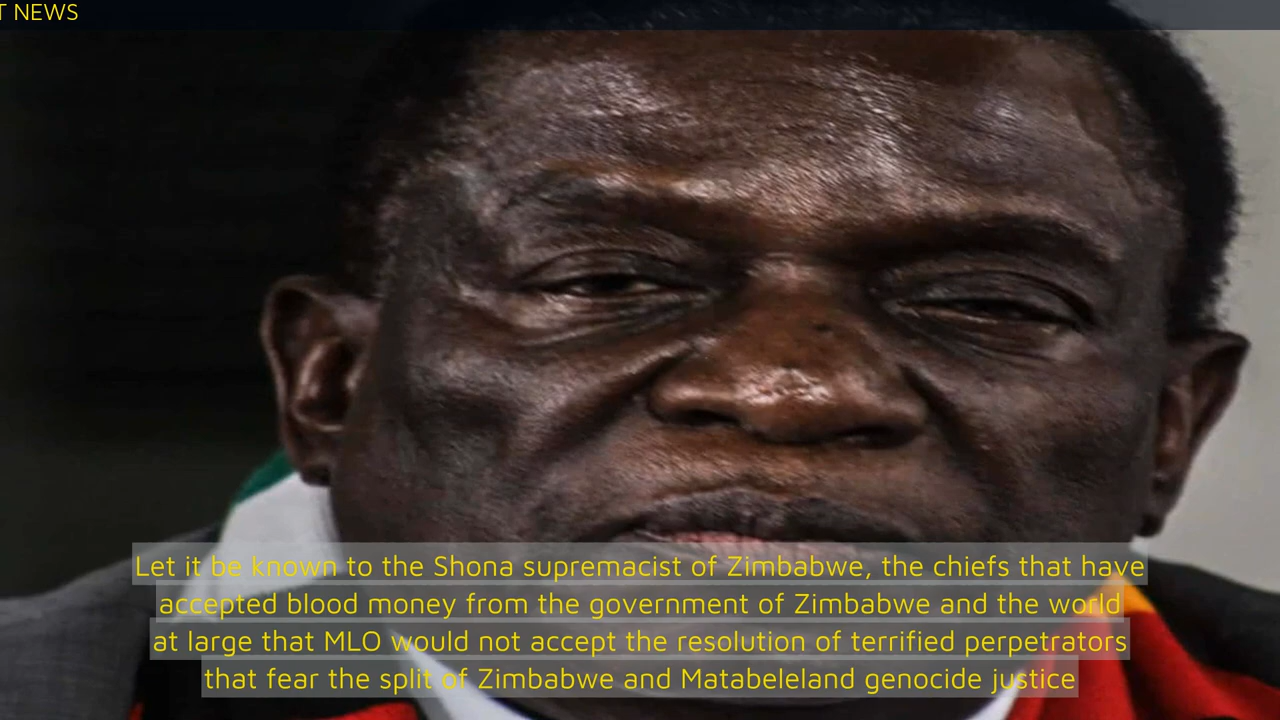 T NEWS
Let it be known to the Shona supremacist of Zimbabwe, the chiefs that have
accepted blood money from the government of Zimbabwe and the world
at large that MLO would not accept the resolution of terrified perpetrators
that fear the split of Zimbabwe and Matabeleland genocide justice